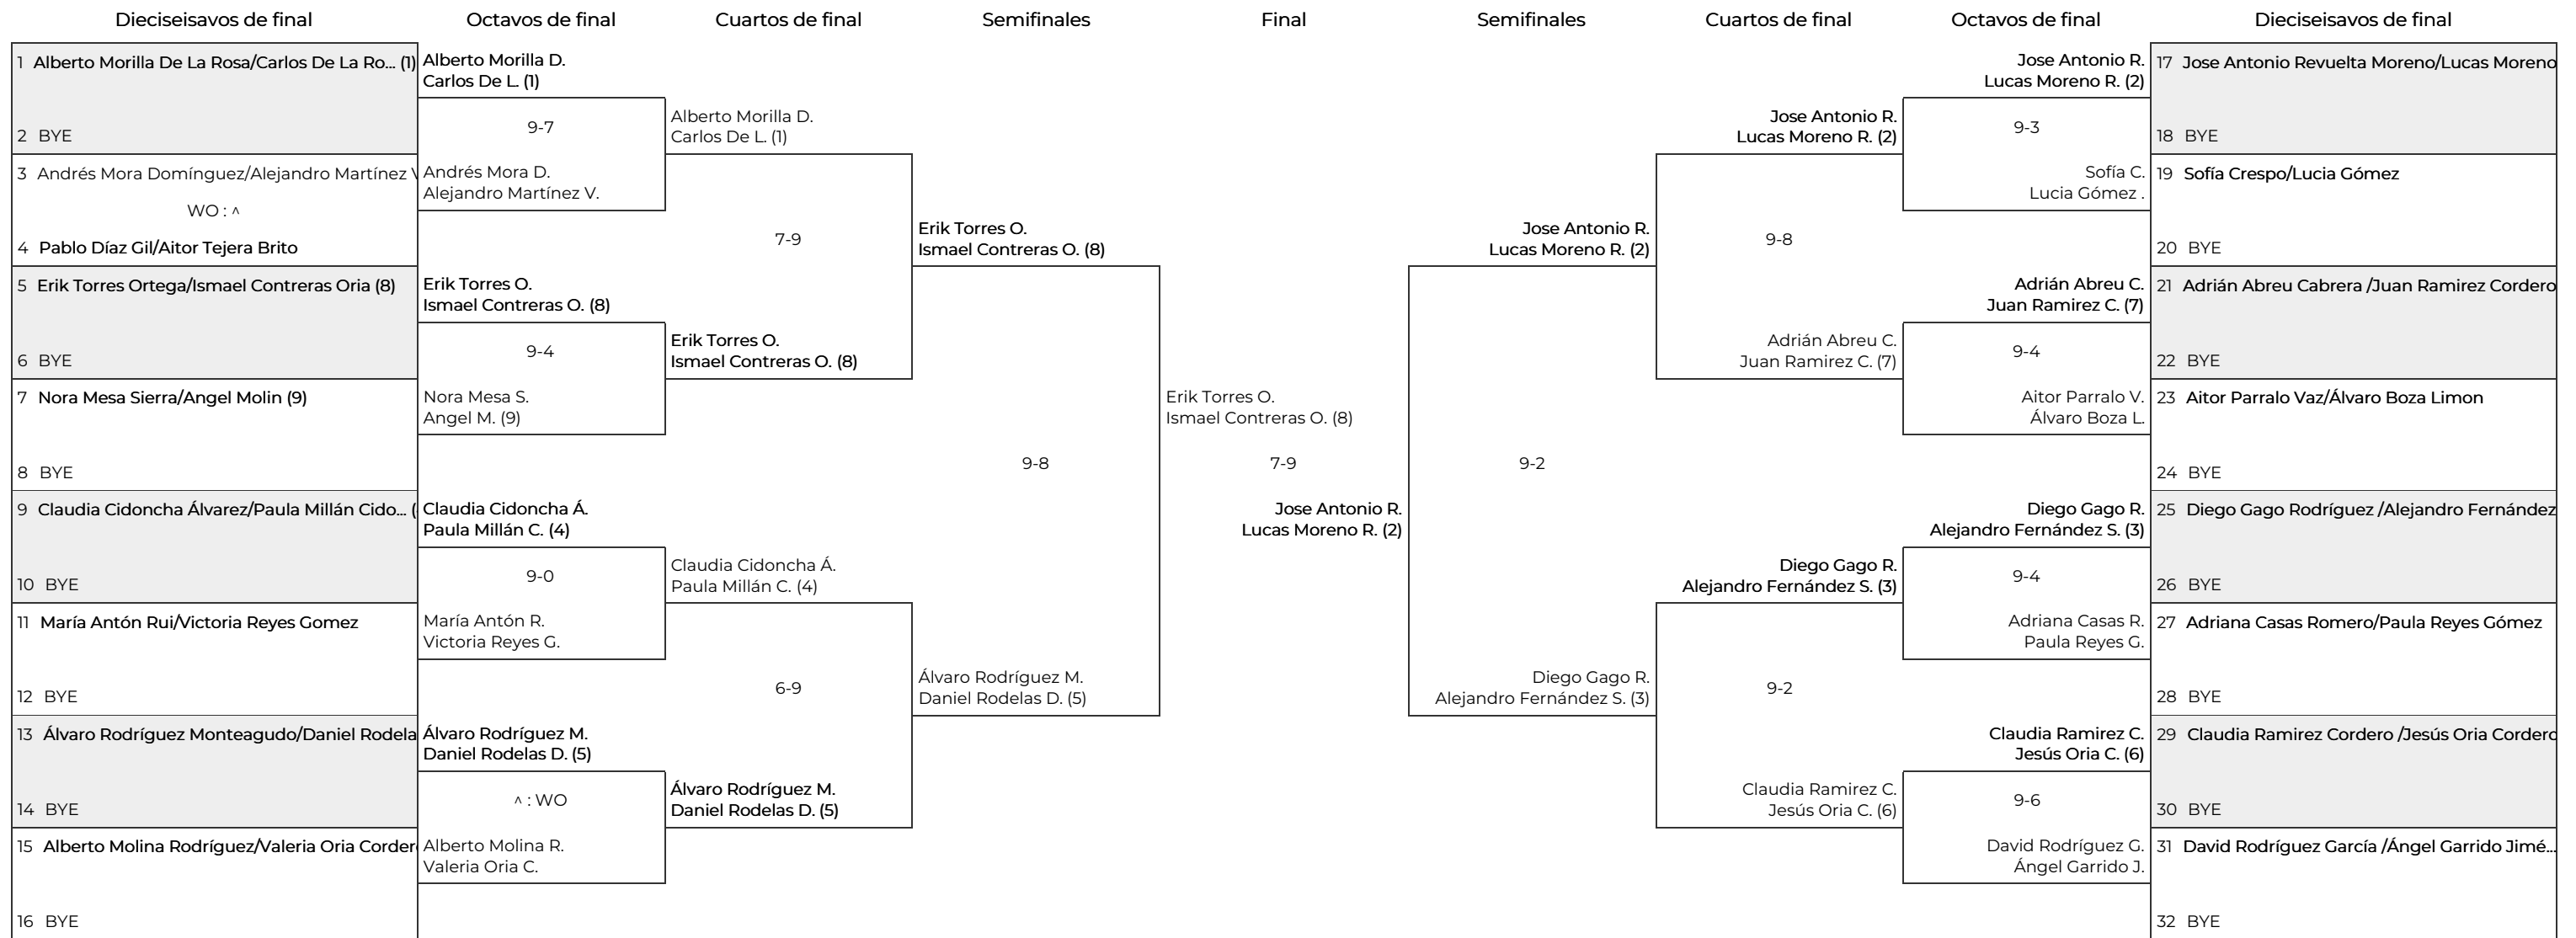 Dieciseisavos de final
Octavos de final
Cuartos de final
Semifinales
Final
Semifinales
Cuartos de final
Octavos de final
Dieciseisavos de final
1 Alberto Morilla De La Rosa/Carlos De La Ro... (1)
2 BYE
3 Andrés Mora Domínguez/Alejandro Martínez V
WO : ^
4 Pablo Díaz Gil/Aitor Tejera Brito
5 Erik Torres Ortega/Ismael Contreras Oria (8)
6 BYE
7 Nora Mesa Sierra/Angel Molin (9)
8 BYE
9 Claudia Cidoncha Álvarez/Paula Millán Cido... (
10 BYE
11 María Antón Rui/Victoria Reyes Gomez
12 BYE
13 Álvaro Rodríguez Monteagudo/Daniel Rodela
14 BYE
15 Alberto Molina Rodríguez/Valeria Oria Corder
16 BYE
Alberto Morilla D.
Carlos De L. (1)
9-7
Andrés Mora D.
Alejandro Martínez V.
Erik Torres O.
Ismael Contreras O. (8)
9-4
Nora Mesa S.
Angel M. (9)
Claudia Cidoncha Á.
Paula Millán C. (4)
9-0
María Antón R.
Victoria Reyes G.
Álvaro Rodríguez M.
Daniel Rodelas D. (5)
^ : WO
Alberto Molina R.
Valeria Oria C.
Alberto Morilla D.
Carlos De L. (1)
7-9
Erik Torres O.
Ismael Contreras O. (8)
Claudia Cidoncha Á.
Paula Millán C. (4)
6-9
Álvaro Rodríguez M.
Daniel Rodelas D. (5)
Erik Torres O.
Ismael Contreras O. (8)
9-8
Álvaro Rodríguez M.
Daniel Rodelas D. (5)
Erik Torres O.
Ismael Contreras O. (8)
7-9
Jose Antonio R.
Lucas Moreno R. (2)
Jose Antonio R.
Lucas Moreno R. (2)
9-2
Diego Gago R.
Alejandro Fernández S. (3)
Jose Antonio R.
Lucas Moreno R. (2)
9-8
Adrián Abreu C.
Juan Ramirez C. (7)
Diego Gago R.
Alejandro Fernández S. (3)
9-2
Claudia Ramirez C.
Jesús Oria C. (6)
Jose Antonio R.
Lucas Moreno R. (2)
9-3
Sofía C.
Lucia Gómez .
Adrián Abreu C.
Juan Ramirez C. (7)
9-4
Aitor Parralo V.
Álvaro Boza L.
Diego Gago R.
Alejandro Fernández S. (3)
9-4
Adriana Casas R.
Paula Reyes G.
Claudia Ramirez C.
Jesús Oria C. (6)
9-6
David Rodríguez G.
Ángel Garrido J.
17 Jose Antonio Revuelta Moreno/Lucas Moreno
18 BYE
19 Sofía Crespo/Lucia Gómez
20 BYE
21 Adrián Abreu Cabrera /Juan Ramirez Cordero
22 BYE
23 Aitor Parralo Vaz/Álvaro Boza Limon
24 BYE
25 Diego Gago Rodríguez /Alejandro Fernández
26 BYE
27 Adriana Casas Romero/Paula Reyes Gómez
28 BYE
29 Claudia Ramirez Cordero /Jesús Oria Cordero
30 BYE
31 David Rodríguez García /Ángel Garrido Jimé...
32 BYE